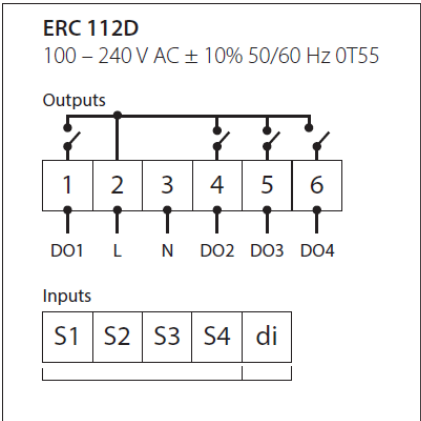 ERC 112D
100 – 240 V AC ± 10% 50/60 Hz 0T55
Outputs
1 2 3 4 5 6
DO1 L N DO2 DO3 DO4
Inputs
S1 S2 S3 S4 di